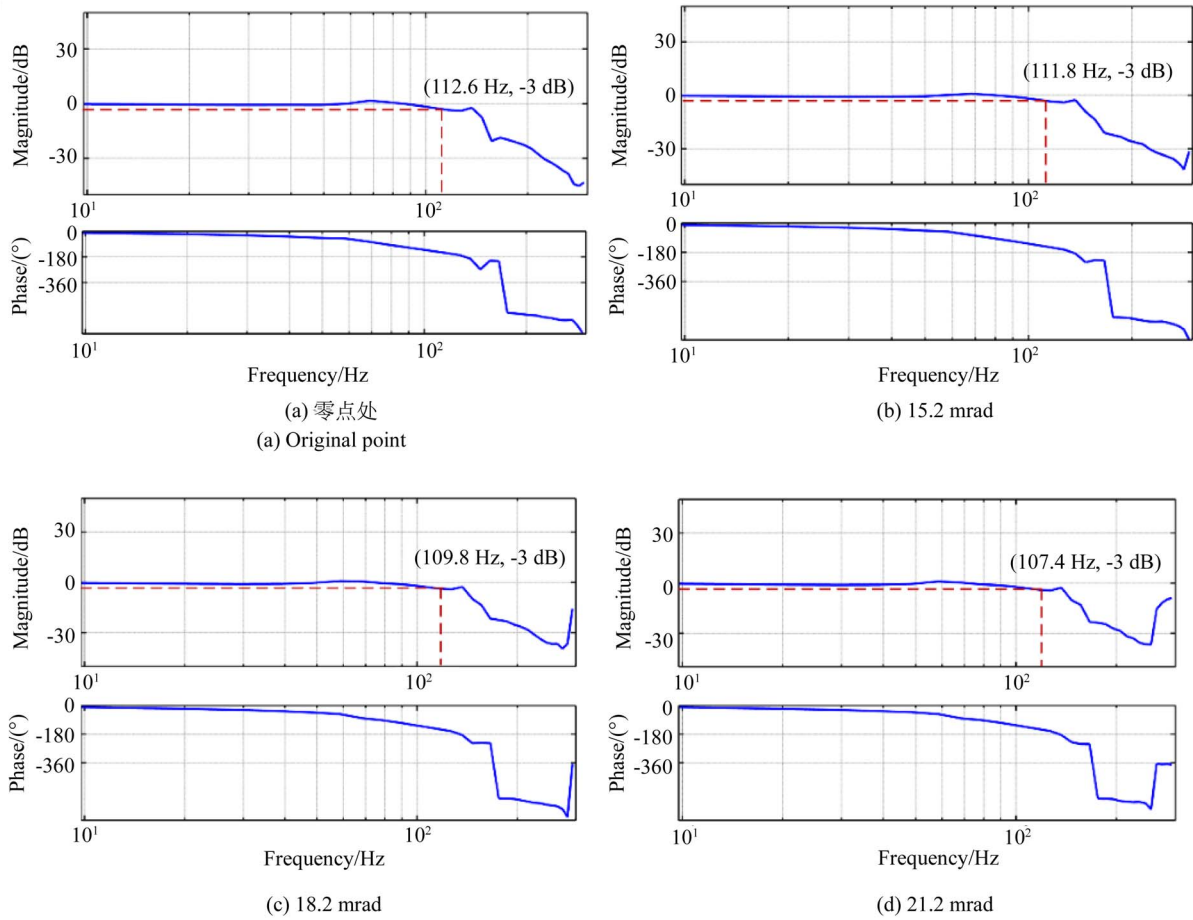 30
0
-30
Magnitude/dB
(112.6 Hz, -3 dB)
10¹
10²
0
-180
-360
Phase/(°)
10¹
10²
Frequency/Hz
(a) 零点处
(a) Original point
30
0
-30
Magnitude/dB
(111.8 Hz, -3 dB)
10¹
10²
0
-180
-360
Phase/(°)
10¹
10²
Frequency/Hz
(b) 15.2 mrad
30
0
-30
Magnitude/dB
(109.8 Hz, -3 dB)
10¹
10²
0
-180
-360
Phase/(°)
10¹
10²
Frequency/Hz
(c) 18.2 mrad
30
0
-30
Magnitude/dB
(107.4 Hz, -3 dB)
10¹
10²
0
-180
-360
Phase/(°)
10¹
10²
Frequency/Hz
(d) 21.2 mrad